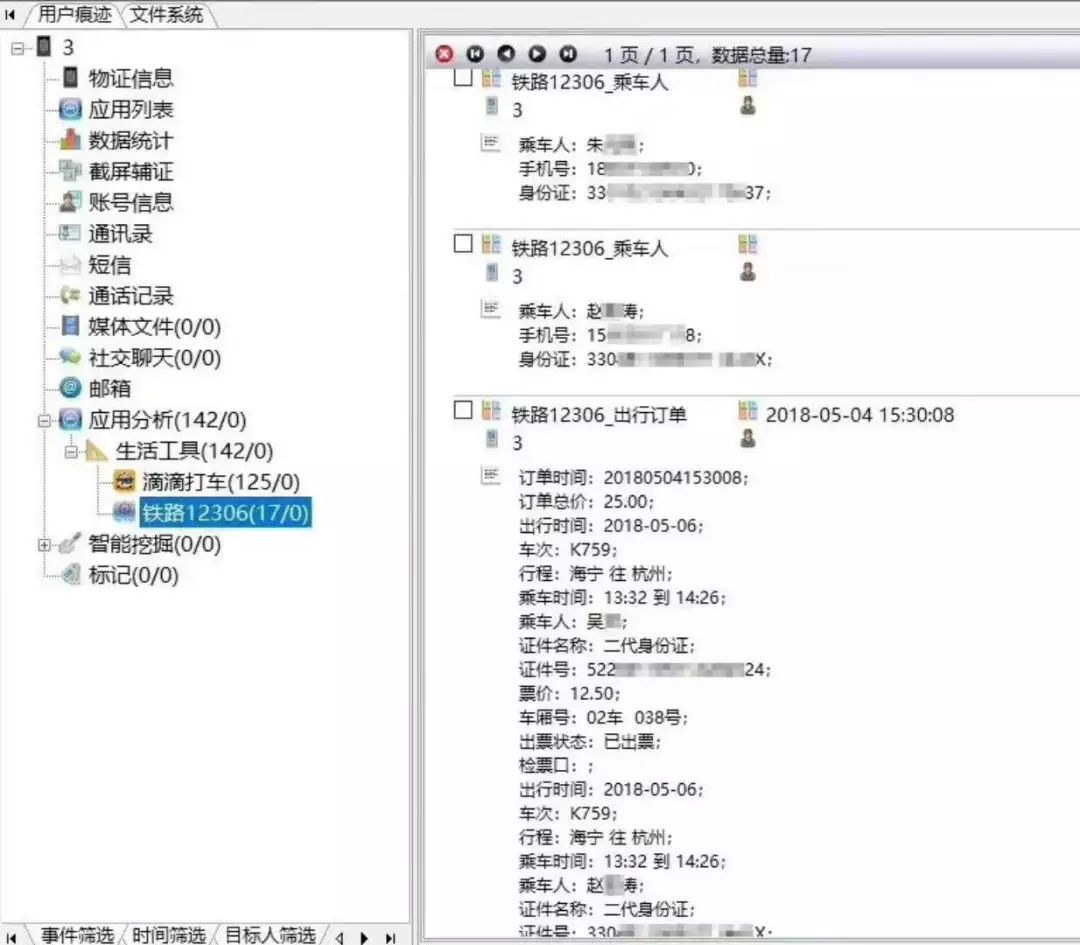 用户痕迹 文件系统
3
物证信息
应用列表
数据统计
截屏辅证
账号信息
通讯录
短信
通话记录
媒体文件(0/0)
社交聊天(0/0)
邮箱
应用分析(142/0)
生活工具(142/0)
滴滴打车(125/0)
铁路12306(17/0)
智能挖掘(0/0)
标记(0/0)
事件筛选 时间筛选 目标人筛选
1 页 / 1 页，数据总量:17
铁路12306_乘车人
3
乘车人：朱 ;
手机号：18 0;
身份证：33 37;
铁路12306_乘车人
3
乘车人：赵 涛;
手机号：15 8;
身份证：330 X;
铁路12306_出行订单 2018-05-04 15:30:08
3
订单时间：20180504153008;
订单总价：25.00;
出行时间：2018-05-06;
车次：K759;
行程：海宁 往 杭州;
乘车时间：13:32 到 14:26;
乘车人：吴 ;
证件名称：二代身份证;
证件号：522 24;
票价：12.50;
车厢号：02车 038号;
出票状态：已出票;
检票口：;
出行时间：2018-05-06;
车次：K759;
行程：海宁 往 杭州;
乘车时间：13:32 到 14:26;
乘车人：赵 涛;
证件名称：二代身份证;
证件号：330 X;